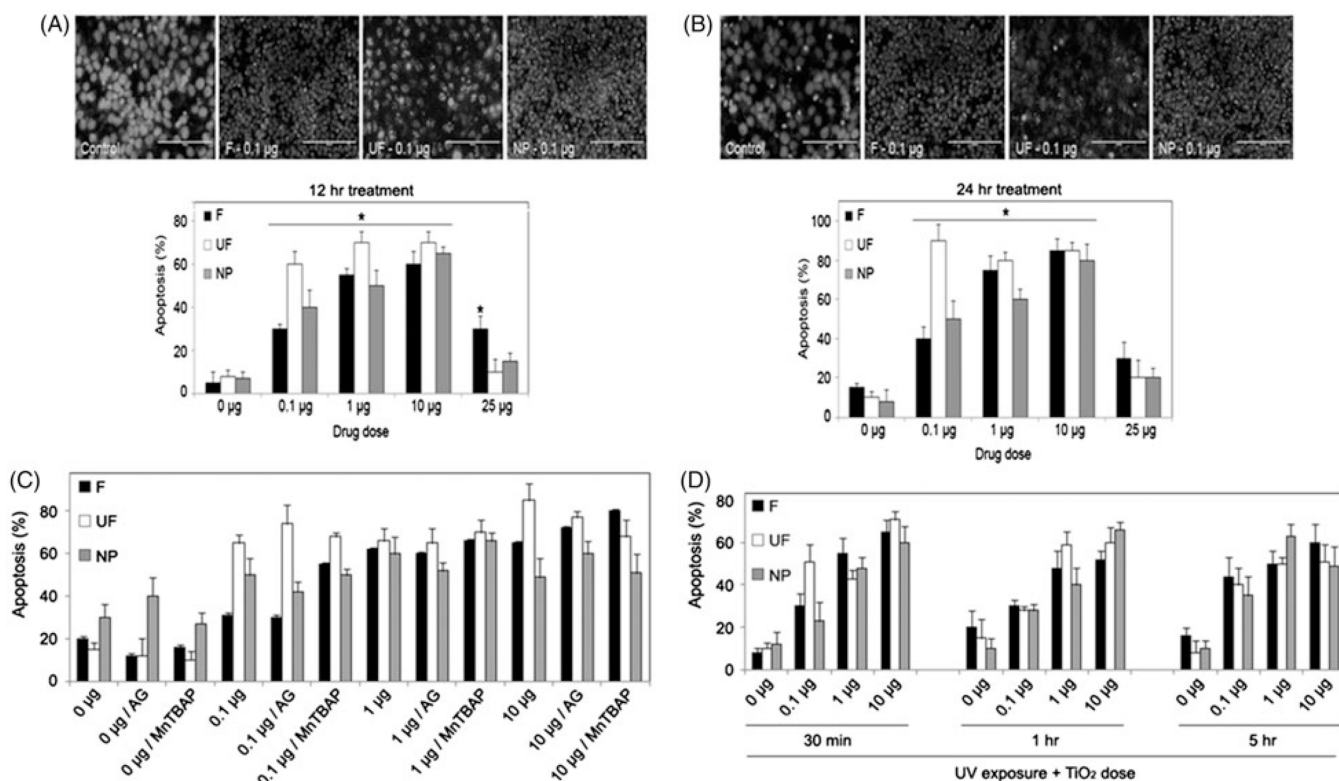 (A)
Control F - 0.1 µg UF - 0.1 µg NP - 0.1 µg
12 hr treatment
Apoptosis (%)
80
60
40
20
0
F
UF
NP
*
*
0 µg 0.1 µg 1 µg 10 µg 25 µg
Drug dose
(B)
Control F - 0.1 µg UF - 0.1 µg NP - 0.1 µg
24 hr treatment
Apoptosis (%)
100
80
60
40
20
0
F
UF
NP
*
0 µg 0.1 µg 1 µg 10 µg 25 µg
Drug dose
(C)
Apoptosis (%)
80
60
40
20
0
F
UF
NP
0 µg 0 µg / AG 0 µg / MnTBAP 0.1 µg 0.1 µg / AG 0.1 µg / MnTBAP 1 µg 1 µg / AG 1 µg / MnTBAP 10 µg 10 µg / AG 10 µg / MnTBAP
(D)
Apoptosis (%)
80
60
40
20
0
F
UF
NP
0 µg 0.1 µg 1 µg 10 µg 0 µg 0.1 µg 1 µg 10 µg 0 µg 0.1 µg 1 µg 10 µg
30 min 1 hr 5 hr
UV exposure + TiO₂ dose